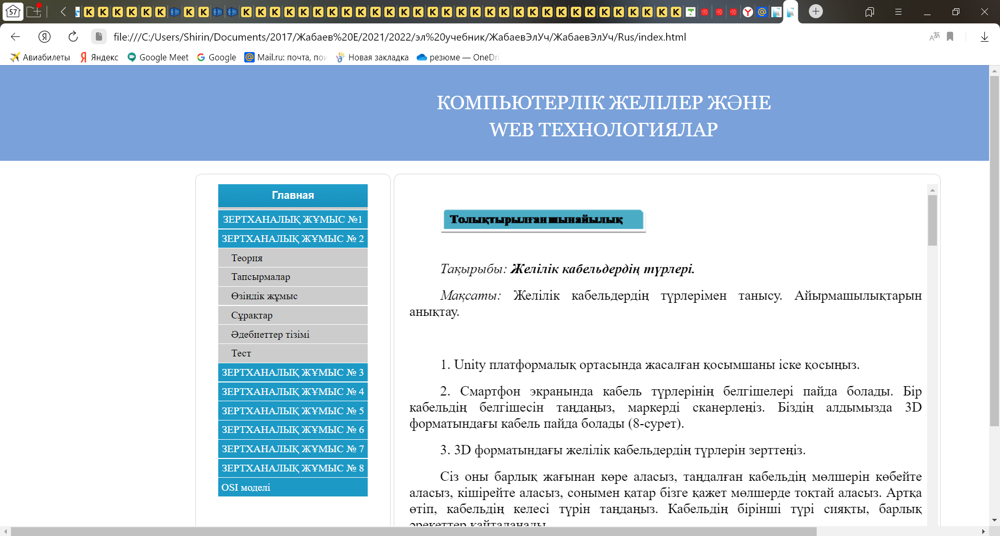 57
file:///C:/Users/Shirin/Documents/2017/Жабаев%20Е/2021/2022/эл%20учебник/ЖабаевЭлУч/ЖабаевЭлУч/Rus/index.html
Авиабилеты Яндекс Google Meet Google Mail.ru: почта, пои Новая закладка резюме — OneDri
КОМПЬЮТЕРЛІК ЖЕЛІЛЕР ЖӘНЕ
WEB ТЕХНОЛОГИЯЛАР
Главная
ЗЕРТХАНАЛЫҚ ЖҰМЫС №1
ЗЕРТХАНАЛЫҚ ЖҰМЫС № 2
Теория
Тапсырмалар
Өзіндік жұмыс
Сұрақтар
Әдебиеттер тізімі
Тест
ЗЕРТХАНАЛЫҚ ЖҰМЫС № 3
ЗЕРТХАНАЛЫҚ ЖҰМЫС № 4
ЗЕРТХАНАЛЫҚ ЖҰМЫС № 5
ЗЕРТХАНАЛЫҚ ЖҰМЫС № 6
ЗЕРТХАНАЛЫҚ ЖҰМЫС № 7
ЗЕРТХАНАЛЫҚ ЖҰМЫС № 8
OSI моделі
Толықтырылған шынайылық
Тақырыбы: Желілік кабельдердің түрлері.
Мақсаты: Желілік кабельдердің түрлерімен танысу. Айырмашылықтарын
анықтау.
1. Unity платформалық ортасында жасалған қосымшаны іске қосыңыз.
2. Смартфон экранында кабель түрлерінің белгішелері пайда болады. Бір
кабельдің белгішесін таңдаңыз, маркерді сканерлеңіз. Біздің алдымызда 3D
форматындағы кабель пайда болады (8-сурет).
3. 3D форматындағы желілік кабельдердің түрлерін зерттеңіз.
Сіз оны барлық жағынан көре аласыз, таңдалған кабельдің мөлшерін көбейте
аласыз, кішірейте аласыз, сонымен қатар бізге қажет мөлшерде тоқтай аласыз. Артқа
өтіп, кабельдің келесі түрін таңдаңыз. Кабельдің бірінші түрі сияқты, барлық
әрекеттер қайталанады.